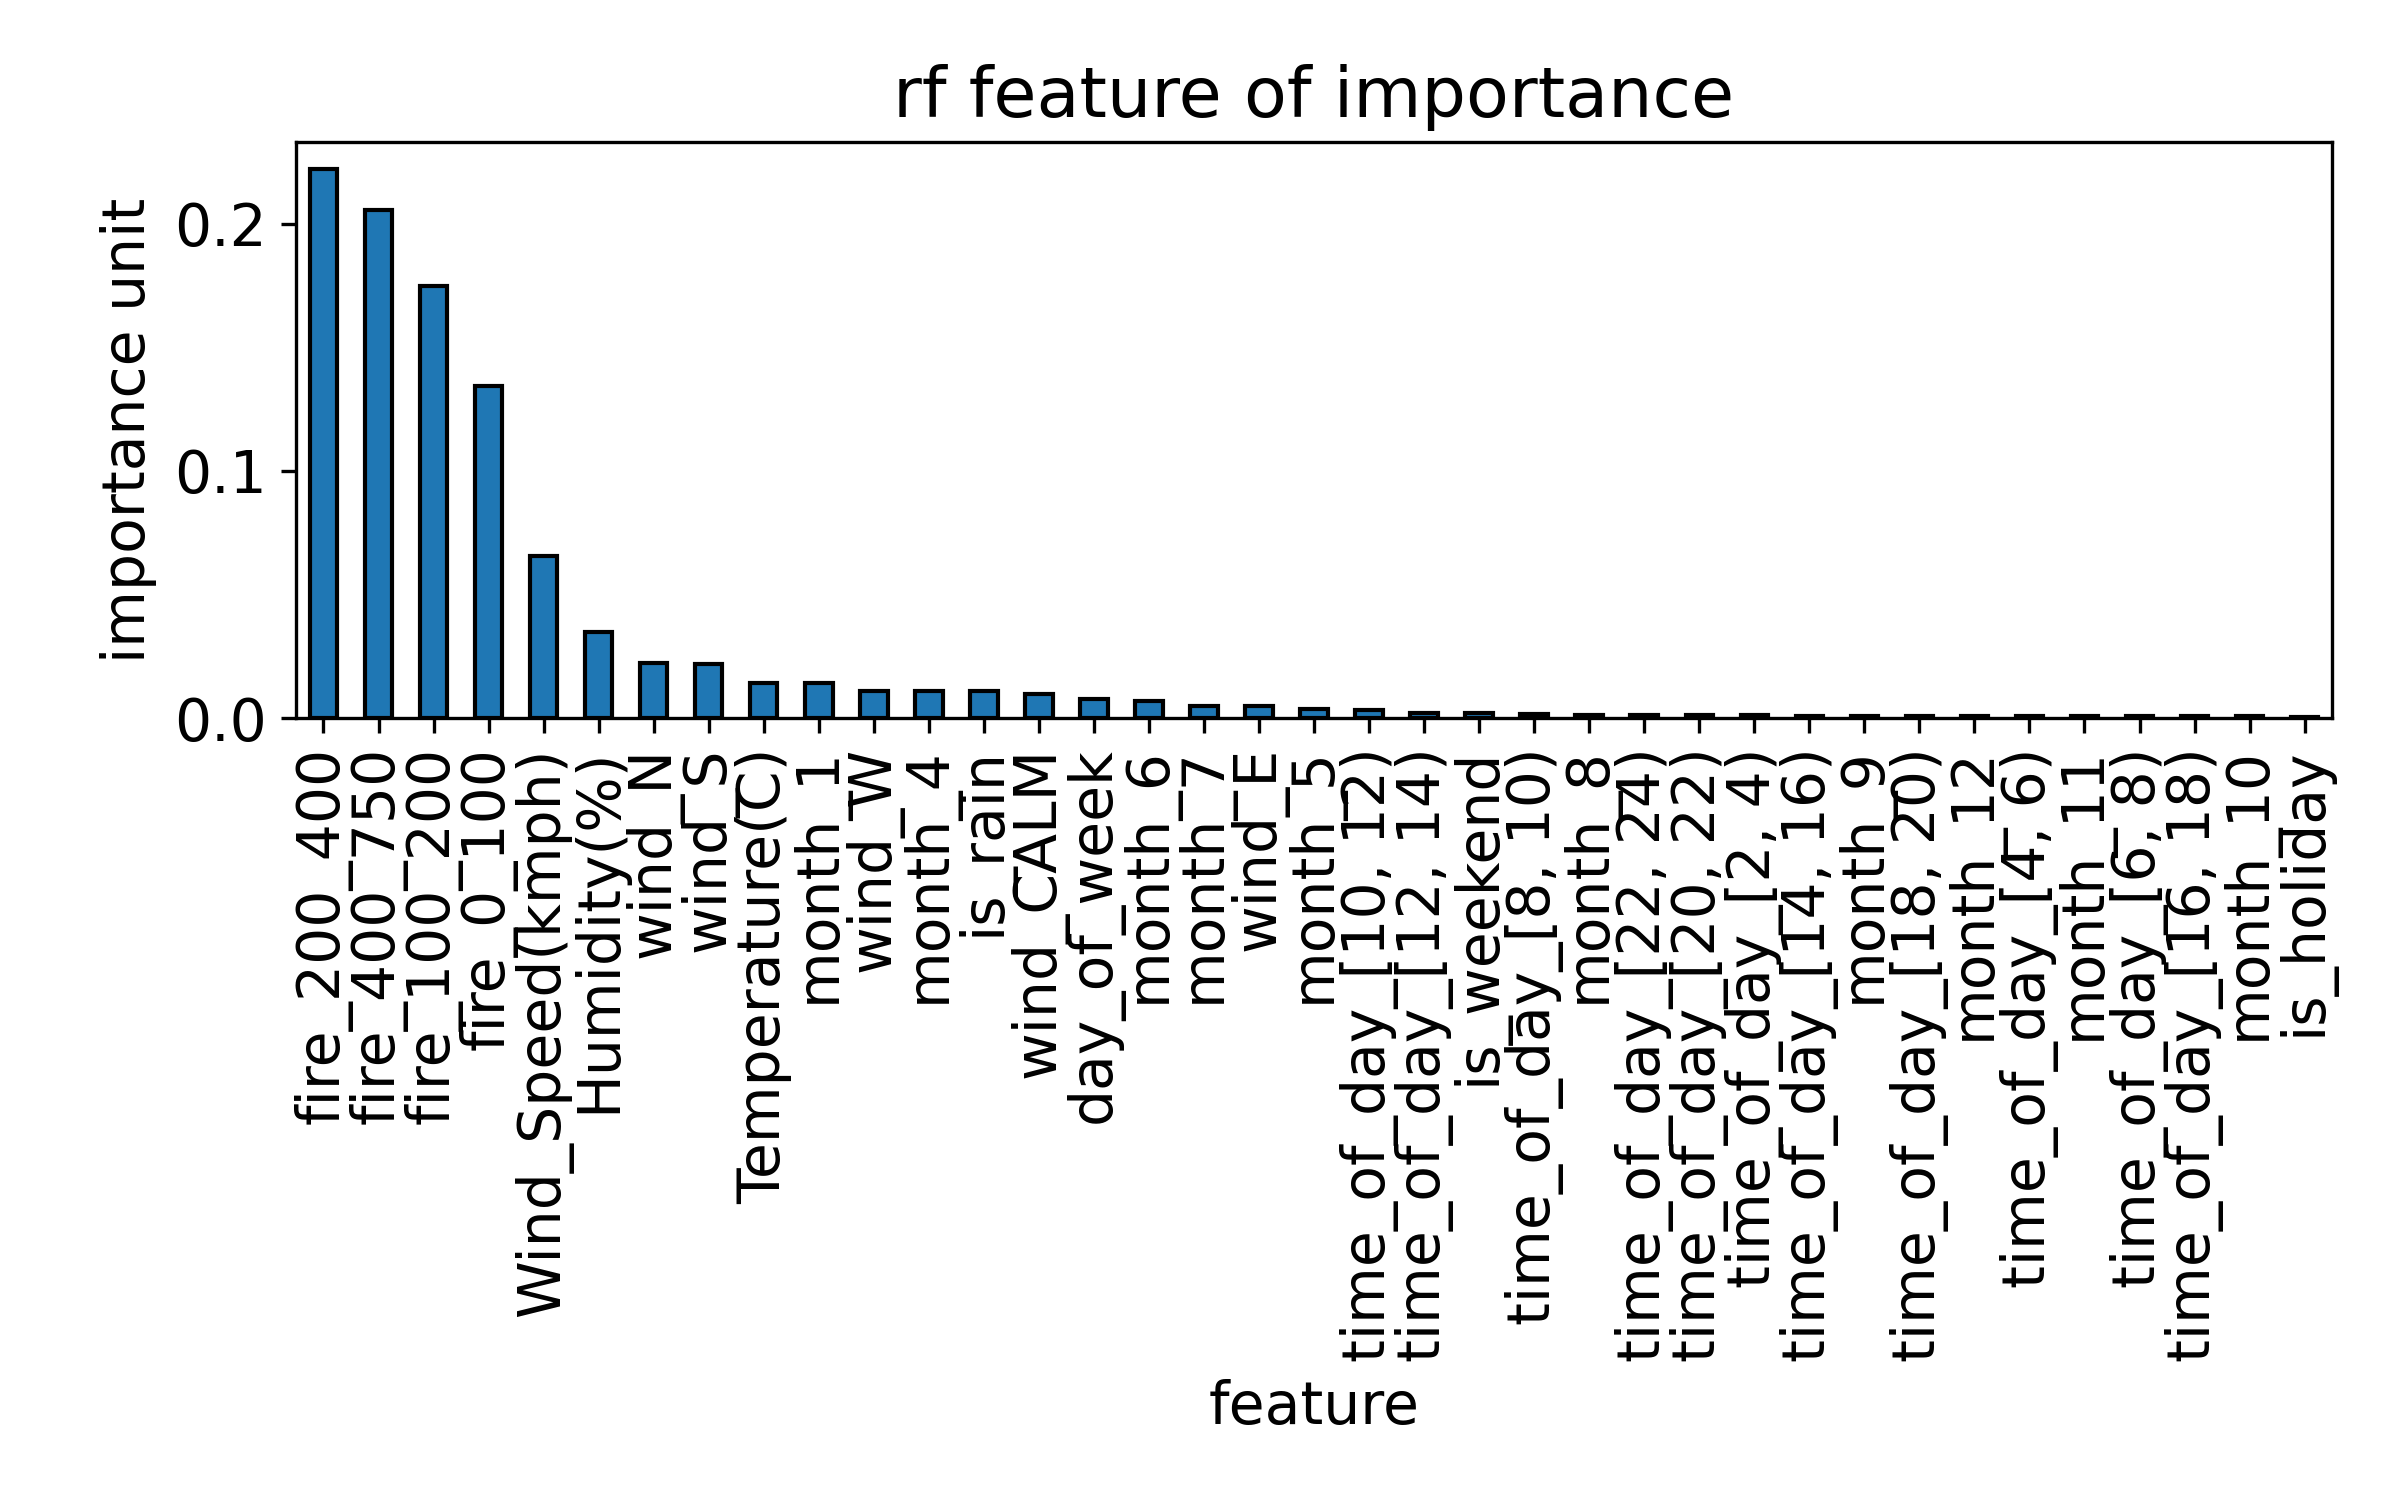 rf feature of importance
importance unit
0.2
0.1
0.0
fire_200_400
fire_400_750
fire_100_200
fire_0_100
Wind_Speed(kmph)
Humidity(%)
wind_N
wind_S
Temperature(C)
month_1
wind_W
month_4
is_rain
wind_CALM
day_of_week
month_6
month_7
wind_E
month_5
time_of_day_[10, 12)
time_of_day_[12, 14)
is_weekend
time_of_day_[8, 10)
month_8
time_of_day_[22, 24)
time_of_day_[20, 22)
time_of_day_[2, 4)
time_of_day_[14, 16)
month_9
time_of_day_[18, 20)
month_12
time_of_day_[4, 6)
month_11
time_of_day_[6, 8)
time_of_day_[16, 18)
month_10
is_holiday
feature